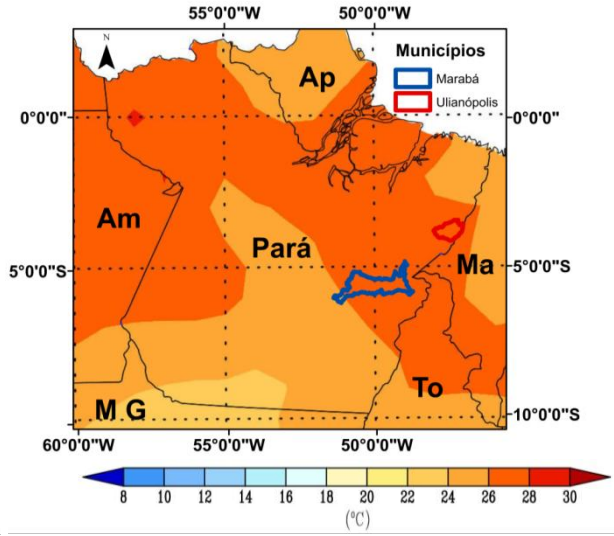 55°0'0"W 50°0'0"W
N
Municípios
Marabá
Ulianópolis
Ap
0°0'0" 0°0'0"
Am
Pará
Ma
5°0'0"S 5°0'0"S
To
M G
10°0'0"S
60°0'0"W 55°0'0"W 50°0'0"W
8 10 12 14 16 18 20 22 24 26 28 30
(°C)